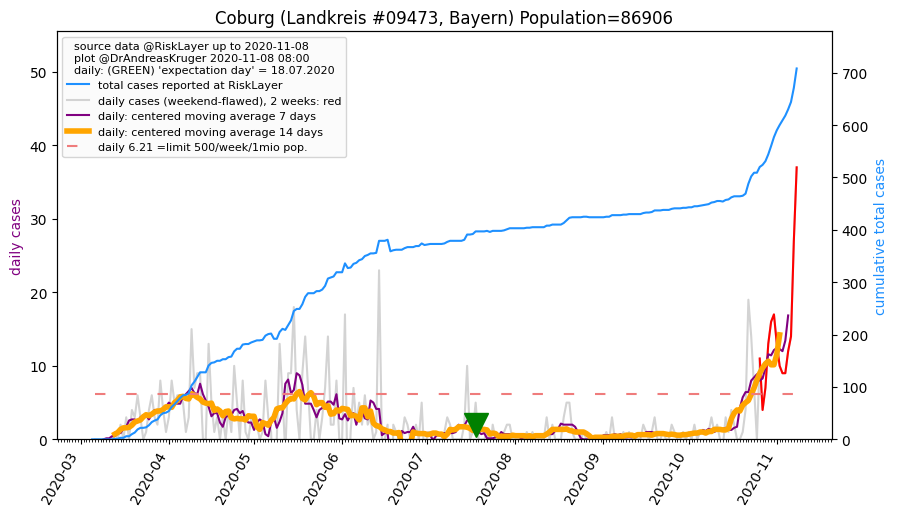 Coburg (Landkreis #09473, Bayern) Population=86906
source data @RiskLayer up to 2020-11-08
plot @DrAndreasKruger 2020-11-08 08:00
daily: (GREEN) 'expectation day' = 18.07.2020
total cases reported at RiskLayer
daily cases (weekend-flawed), 2 weeks: red
daily: centered moving average 7 days
daily: centered moving average 14 days
daily 6.21 =limit 500/week/1mio pop.
daily cases
50
40
30
20
10
0
cumulative total cases
700
600
500
400
300
200
100
0
2020-03
2020-04
2020-05
2020-06
2020-07
2020-08
2020-09
2020-10
2020-11